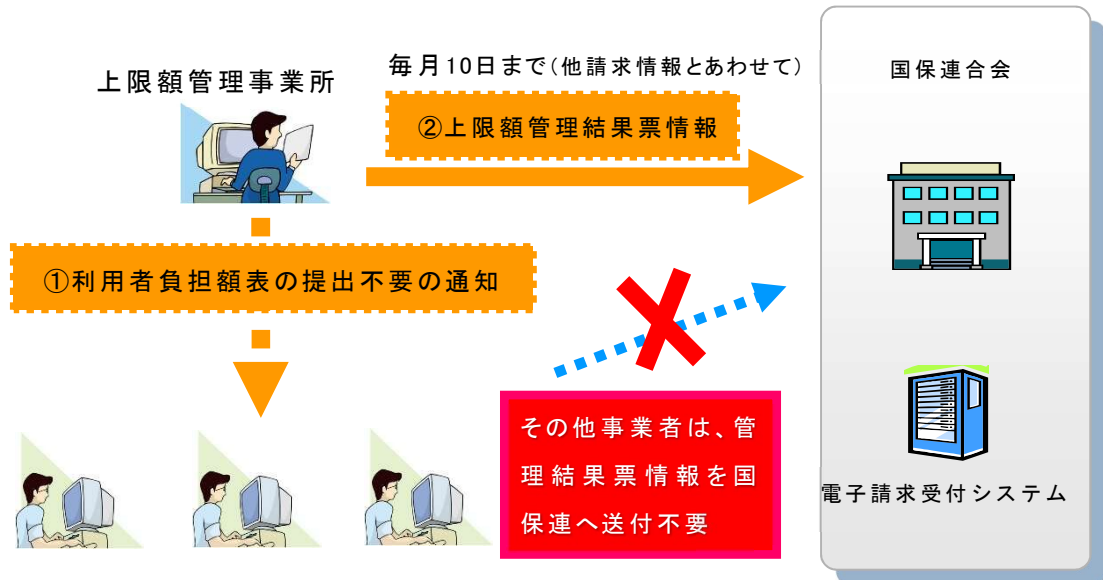 上限額管理事業所
毎月10日まで(他請求情報とあわせて)
②上限額管理結果票情報
国保連合会
①利用者負担額表の提出不要の通知
その他事業者は、管
理結果票情報を国
保連へ送付不要
電子請求受付システム